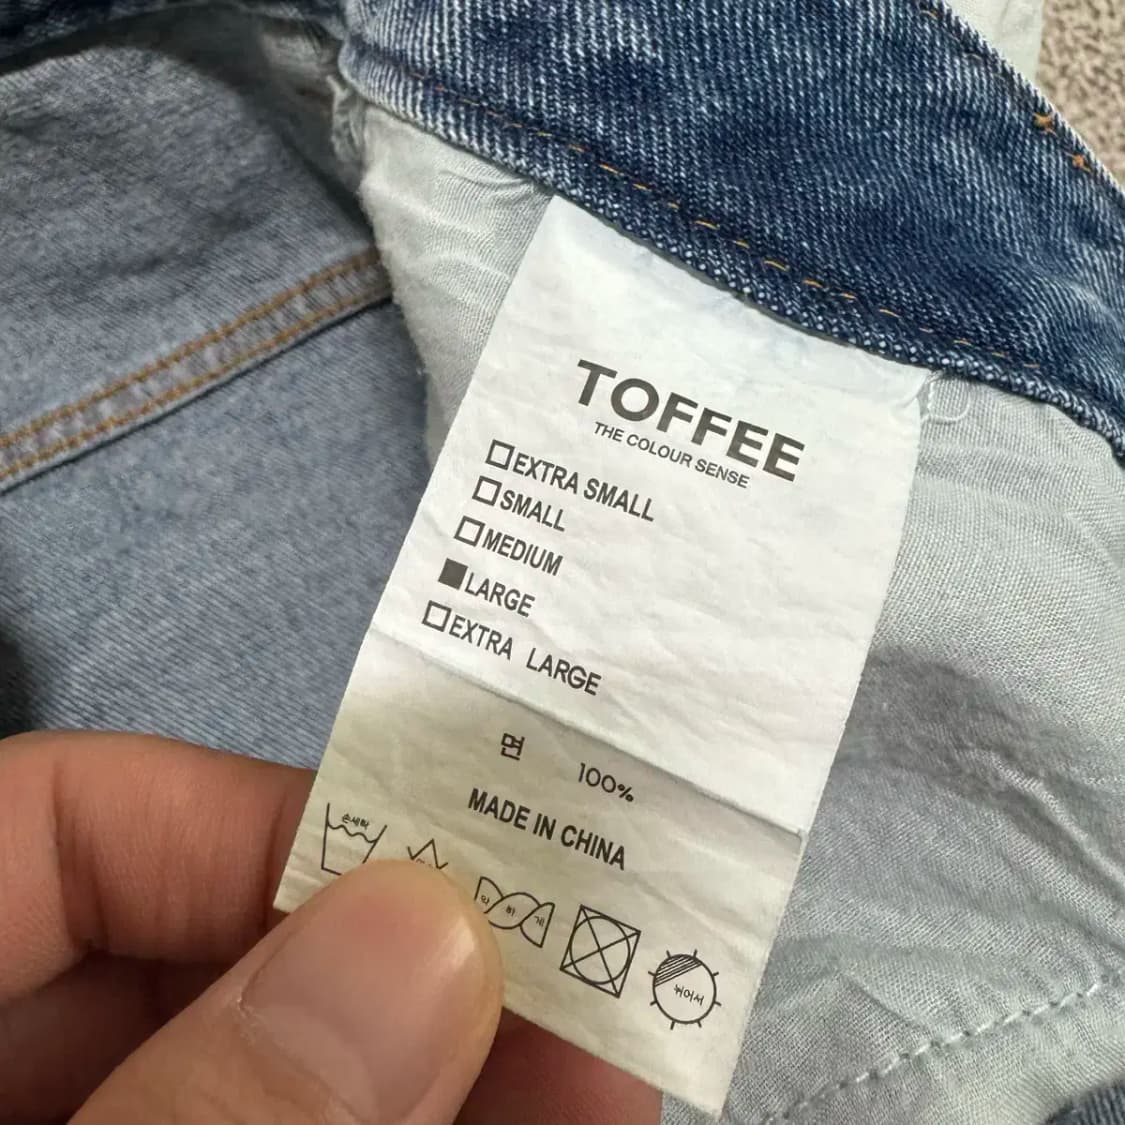 TOFFEE
THE COLOUR SENSE
EXTRA SMALL
SMALL
MEDIUM
LARGE
EXTRA LARGE
면 100%
MADE IN CHINA
손세탁
약하게
뉘어서